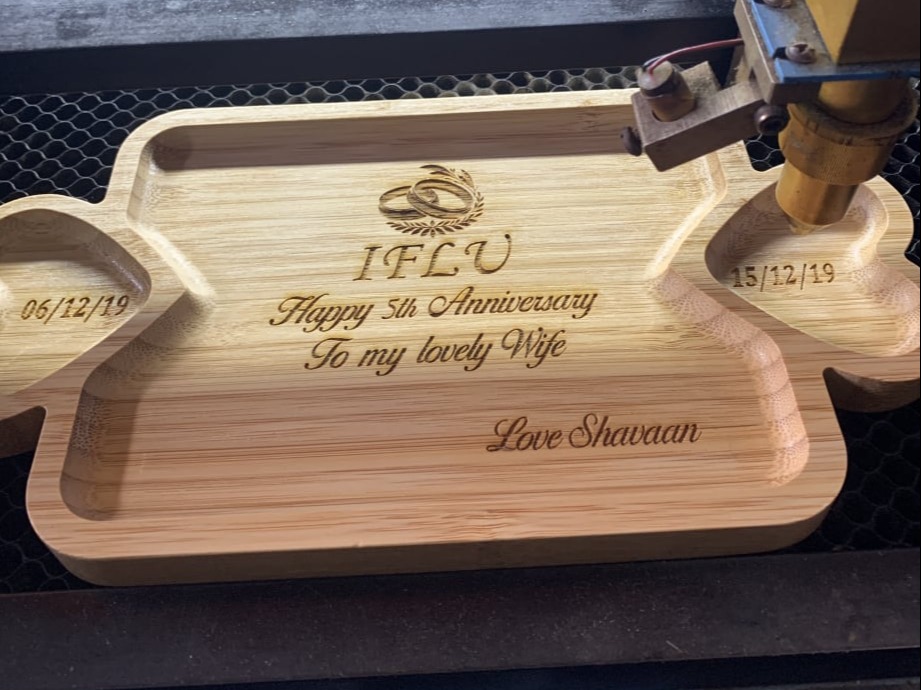 IFLU
06/12/19
15/12/19
Happy 5th Anniversary
To my lovely Wife
Love Shavaan